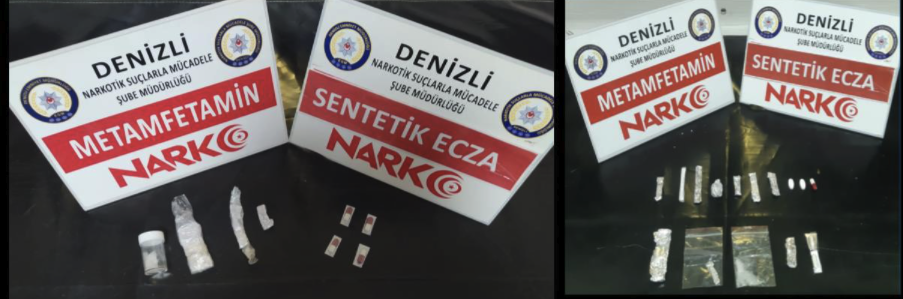 DENİZLİ
NARKOTİK SUÇLARLA MÜCADELE
ŞUBE MÜDÜRLÜĞÜ
METAMFETAMİN
NARKO
DENİZLİ
NARKOTİK SUÇLARLA MÜCADELE
ŞUBE MÜDÜRLÜĞÜ
SENTETİK ECZA
NARKO
DENİZLİ
NARKOTİK SUÇLARLA MÜCADELE
ŞUBE MÜDÜRLÜĞÜ
METAMFETAMİN
NARKO
DENİZLİ
NARKOTİK SUÇLARLA MÜCADELE
ŞUBE MÜDÜRLÜĞÜ
SENTETİK ECZA
NARKO